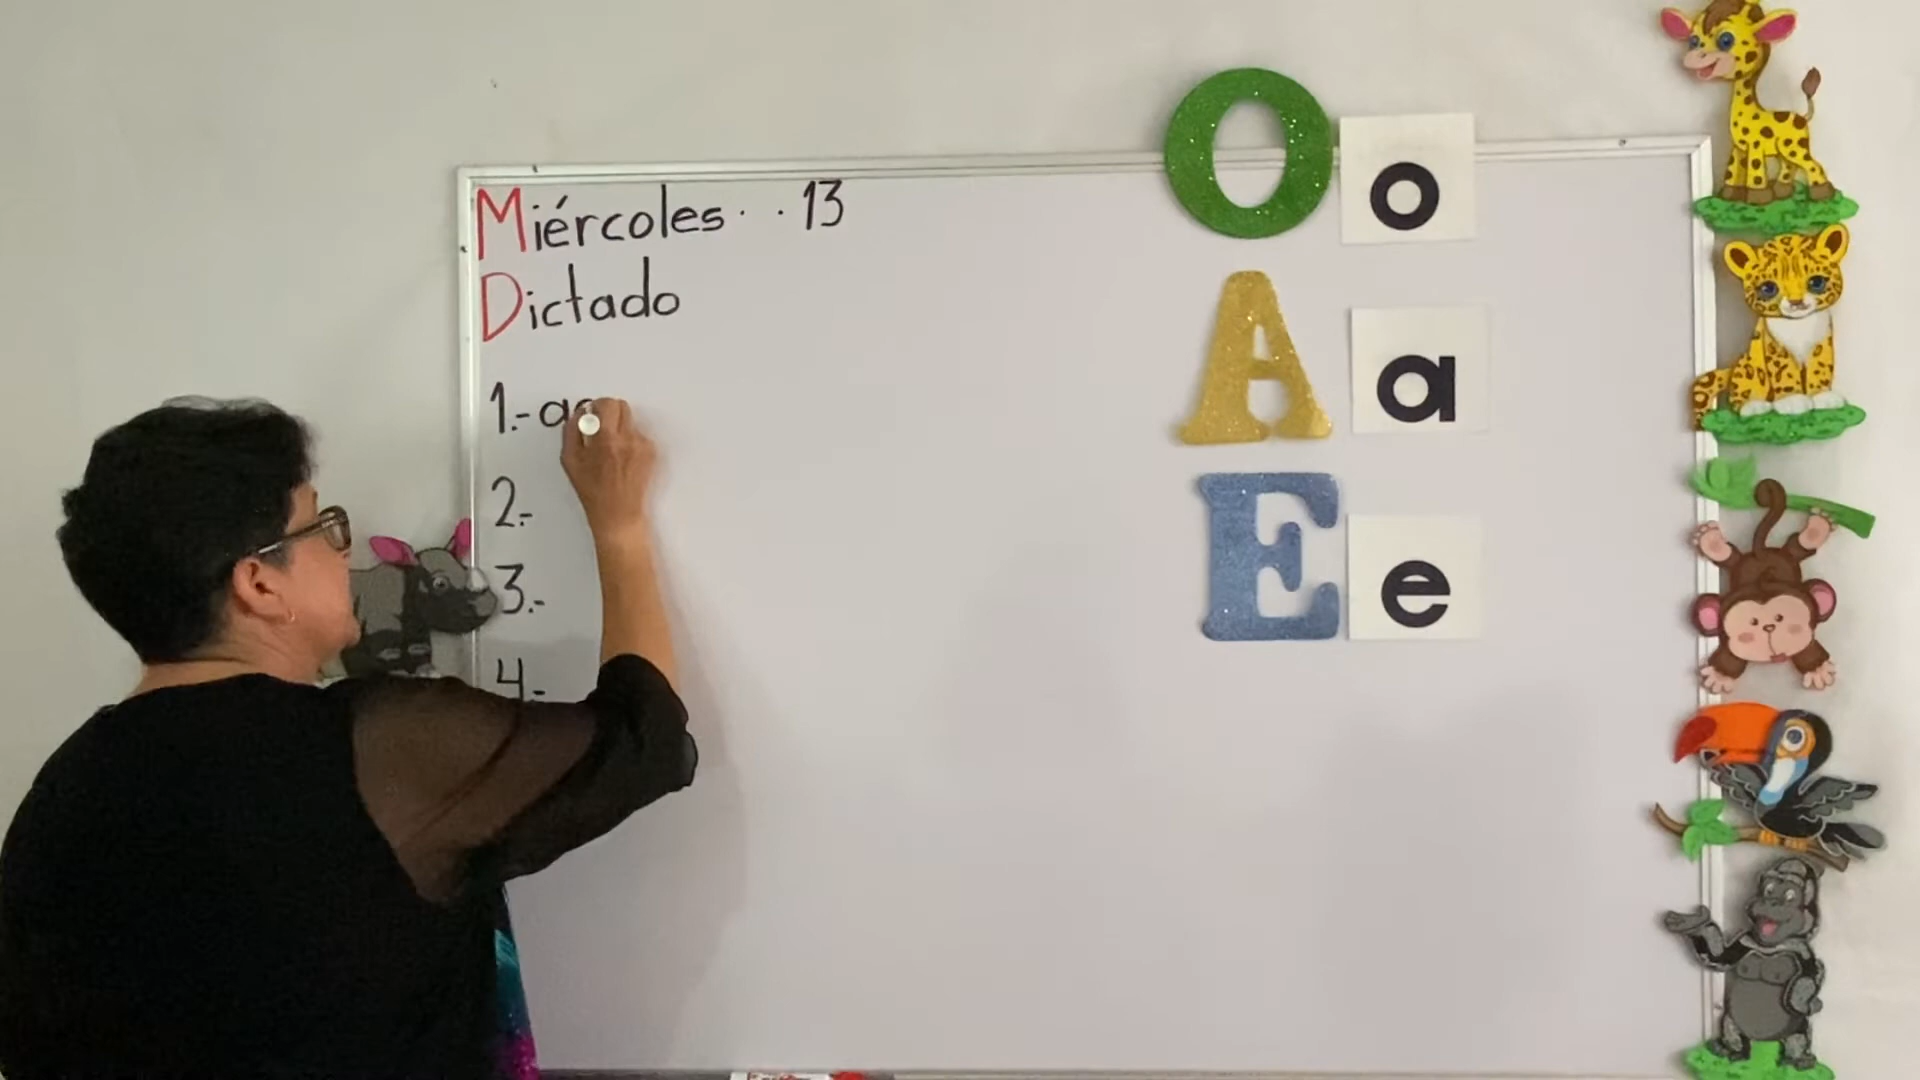 Miércoles 13
Dictado
1.-
2.-
3.-
4.-
O o
A a
E e